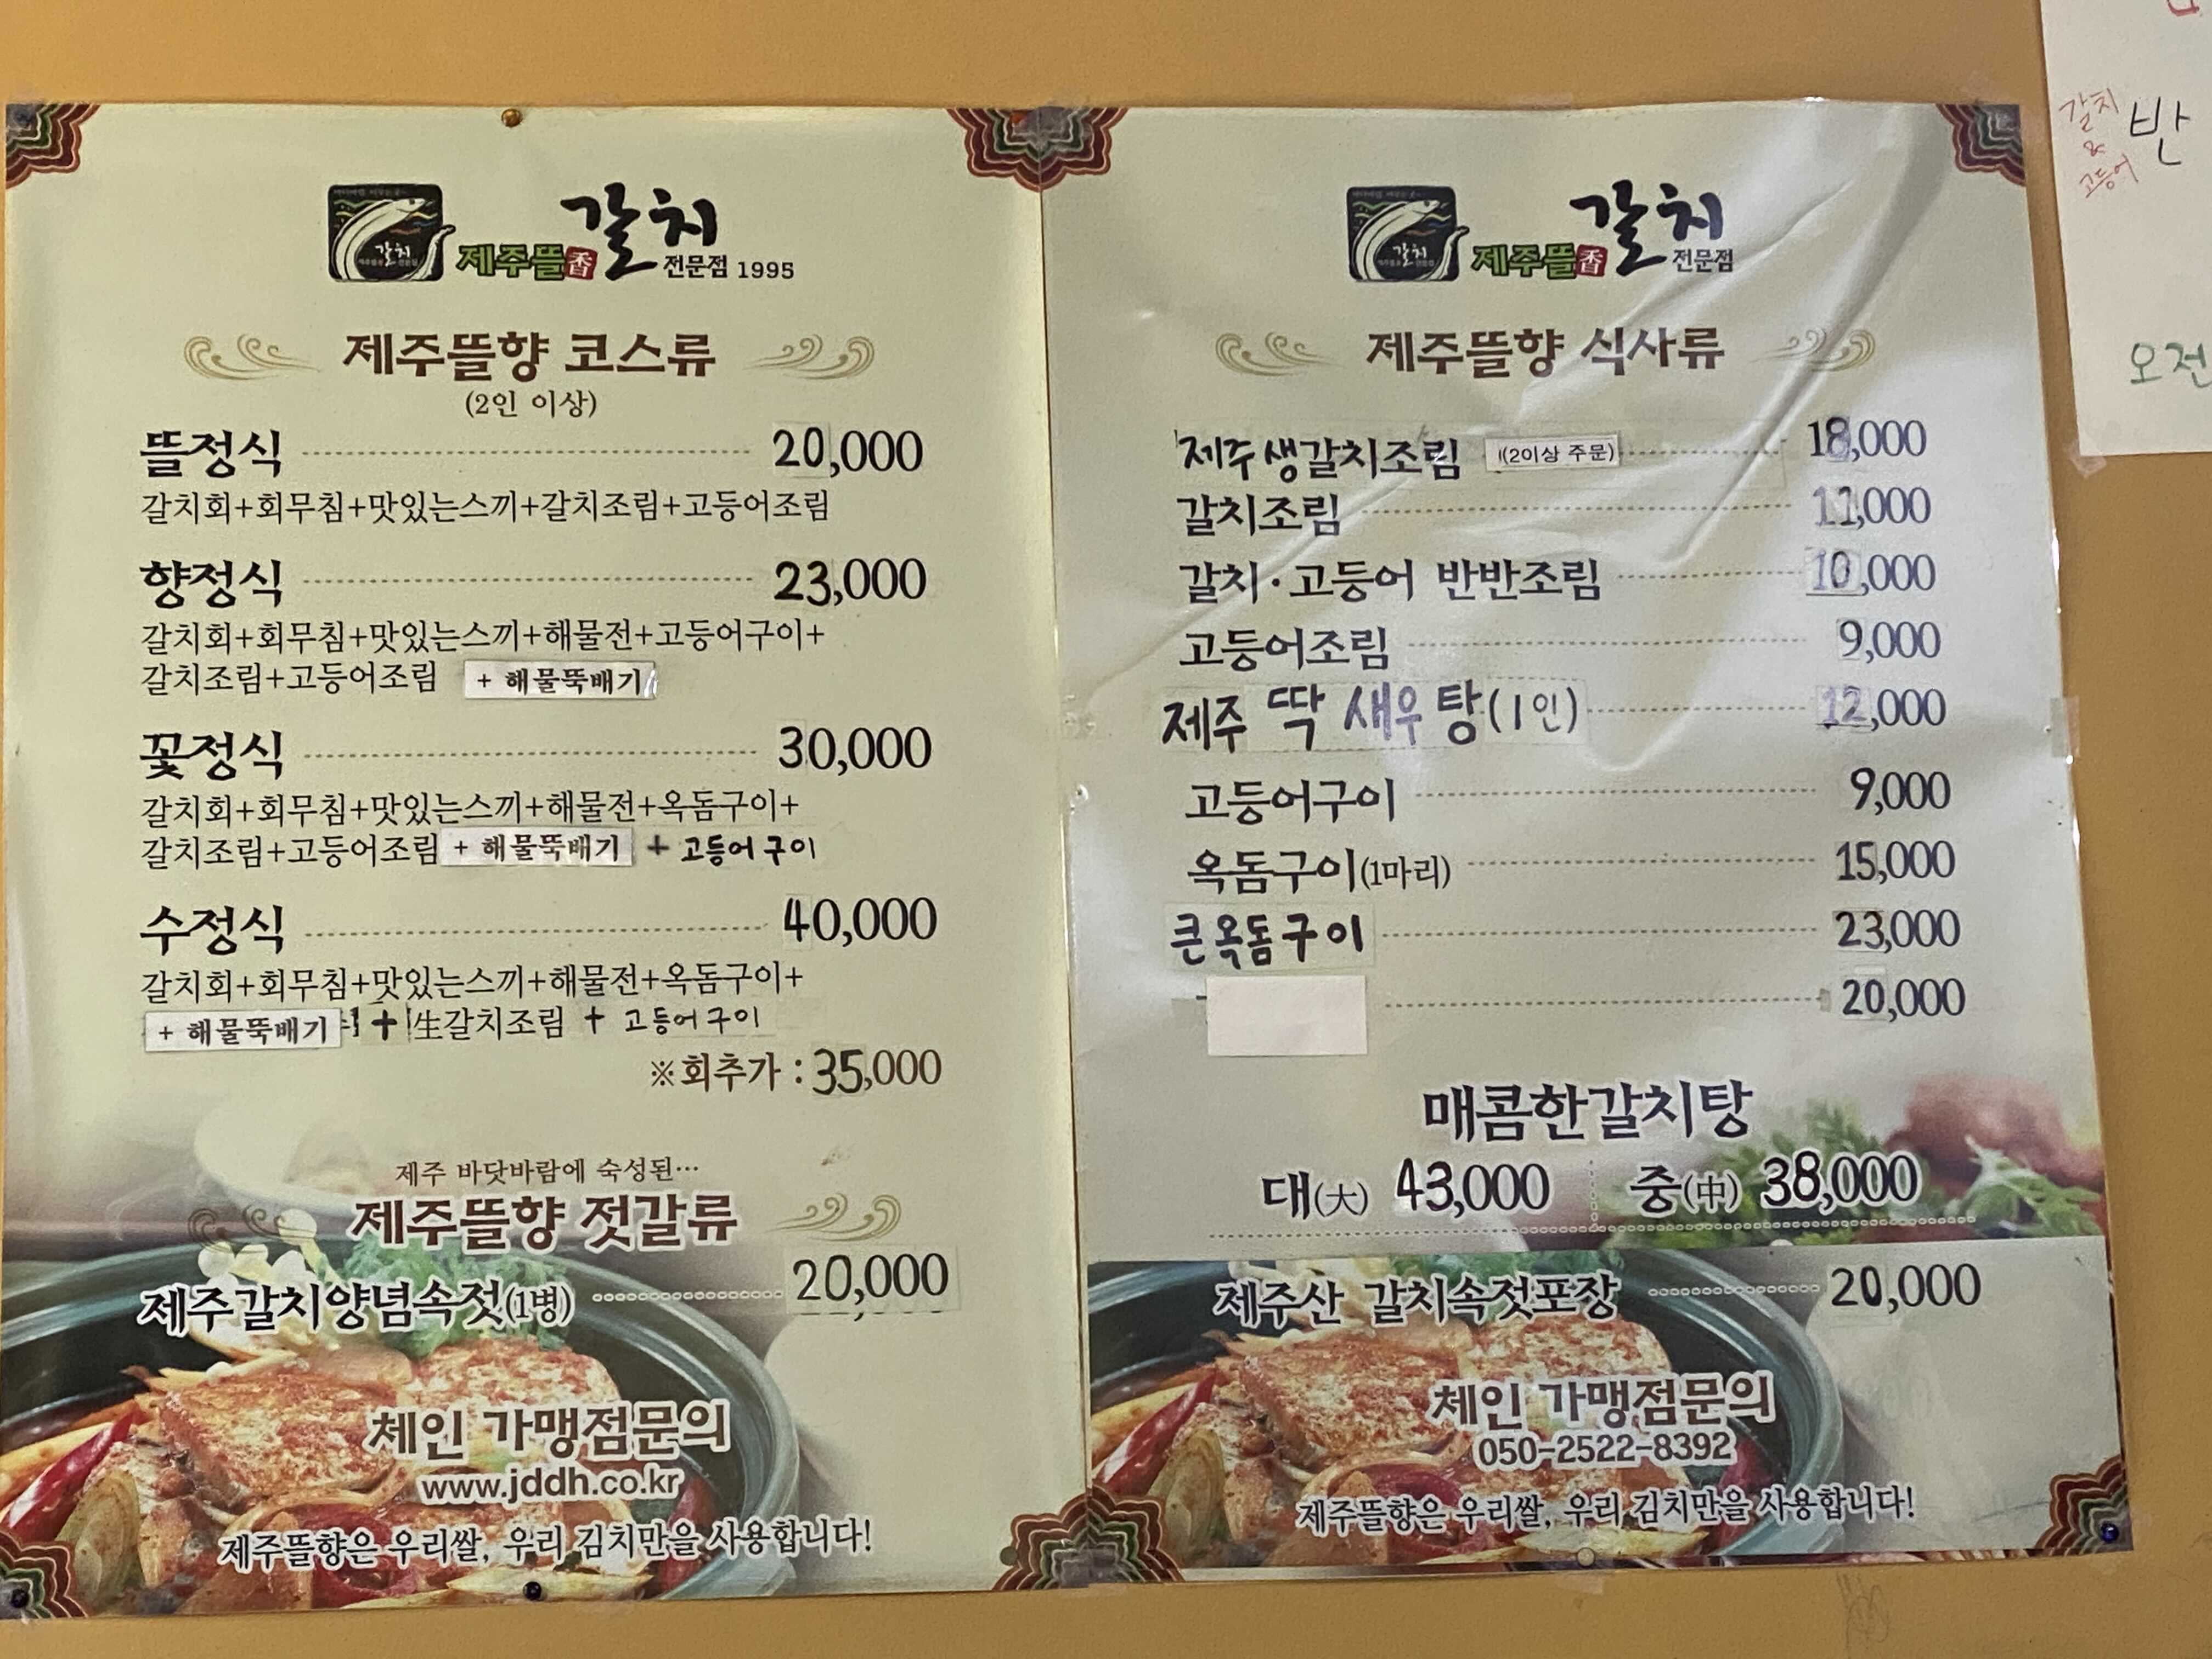 갈치
제주뜰香 갈치
전문점 1995
제주뜰향 코스류
(2인 이상)
뜰정식 20,000
갈치회+회무침+맛있는스끼+갈치조림+고등어조림
향정식 23,000
갈치회+회무침+맛있는스끼+해물전+고등어구이+
갈치조림+고등어조림 + 해물뚝배기
꽃정식 30,000
갈치회+회무침+맛있는스끼+해물전+옥돔구이+
갈치조림+고등어조림 + 해물뚝배기 + 고등어구이
수정식 40,000
갈치회+회무침+맛있는스끼+해물전+옥돔구이+
+ 해물뚝배기 + 生갈치조림 + 고등어구이
※회추가 : 35,000
제주 바닷바람에 숙성된…
제주뜰향 젓갈류
제주갈치양념속젓(1병) 20,000
체인 가맹점문의
www.jddh.co.kr
제주뜰향은 우리쌀, 우리 김치만을 사용합니다!
갈치
제주뜰香 갈치
전문점
제주뜰향 식사류
제주생갈치조림 (2이상 주문) 18,000
갈치조림 11,000
갈치·고등어 반반조림 10,000
고등어조림 9,000
제주 딱새우탕(1인) 12,000
고등어구이 9,000
옥돔구이(1마리) 15,000
큰옥돔구이 23,000
20,000
매콤한갈치탕
대(大) 43,000 중(中) 38,000
제주산 갈치속젓포장 20,000
체인 가맹점문의
050-2522-8392
제주뜰향은 우리쌀, 우리 김치만을 사용합니다!
갈치
&
고등어
반
오전